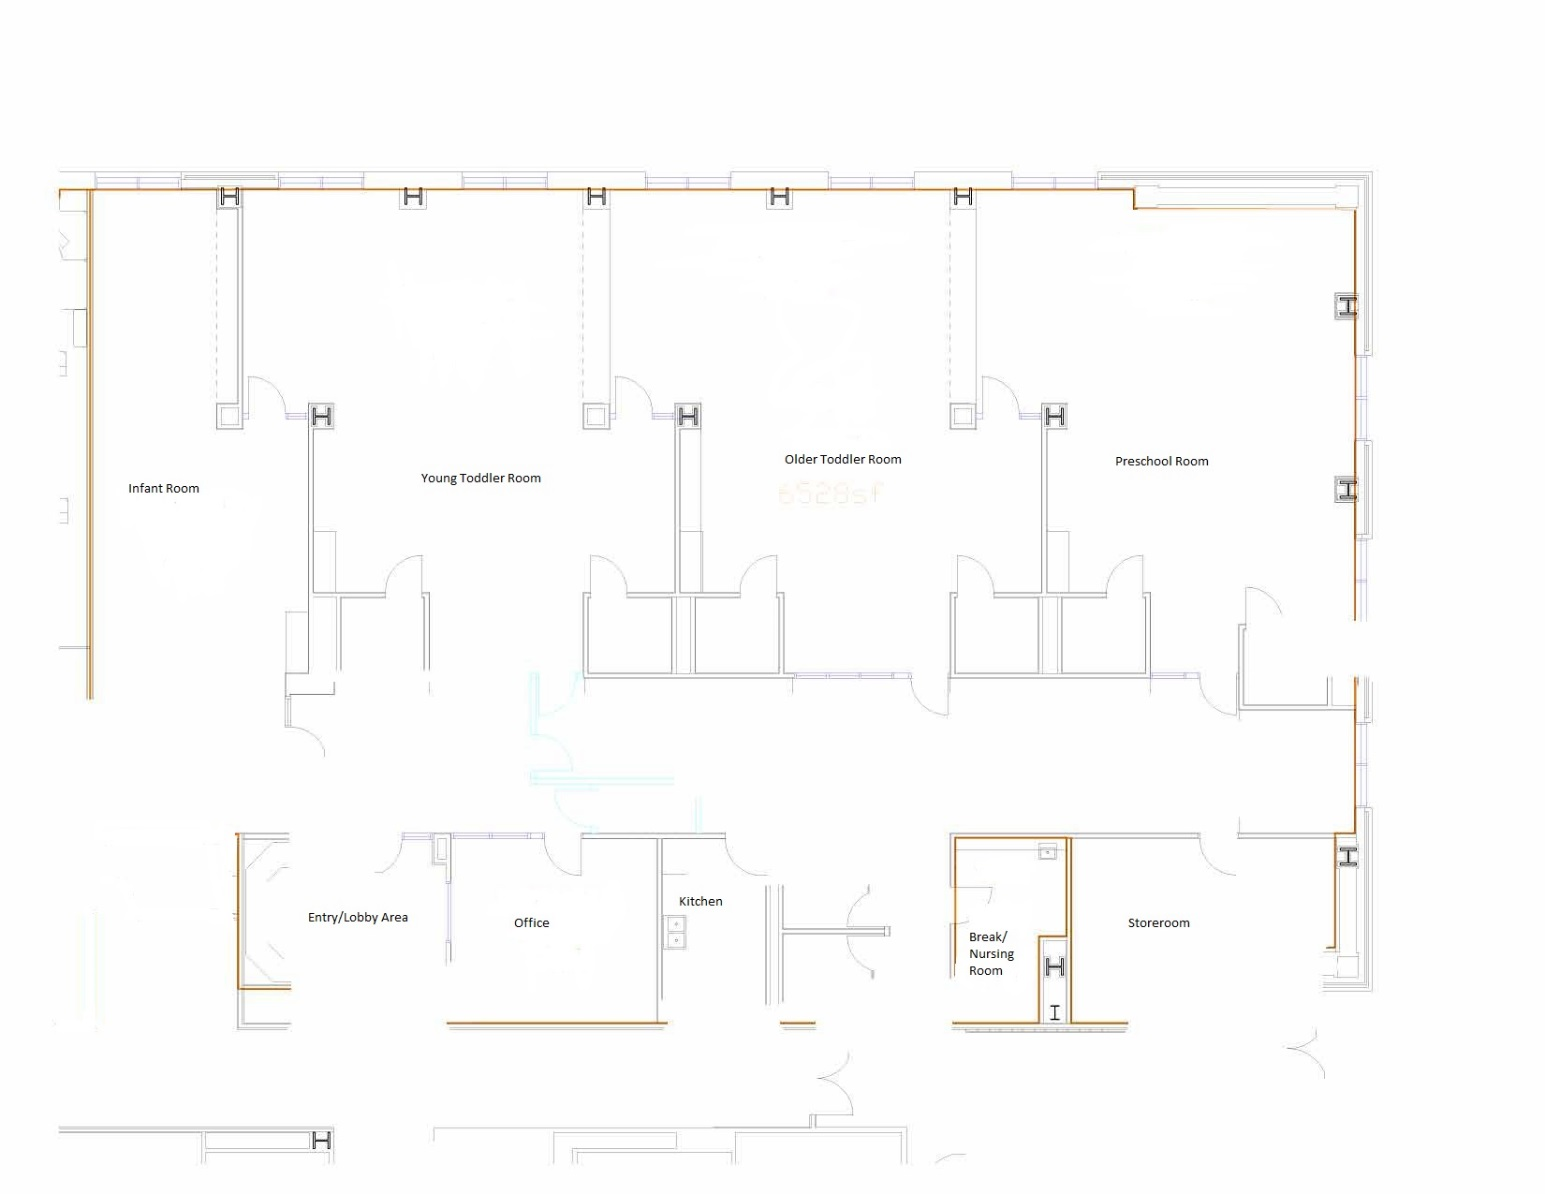 Older Toddler Room
Preschool Room
Young Toddler Room
Infant Room
6528sf
Kitchen
Entry/Lobby Area
Office
Storeroom
Break/
Nursing
Room